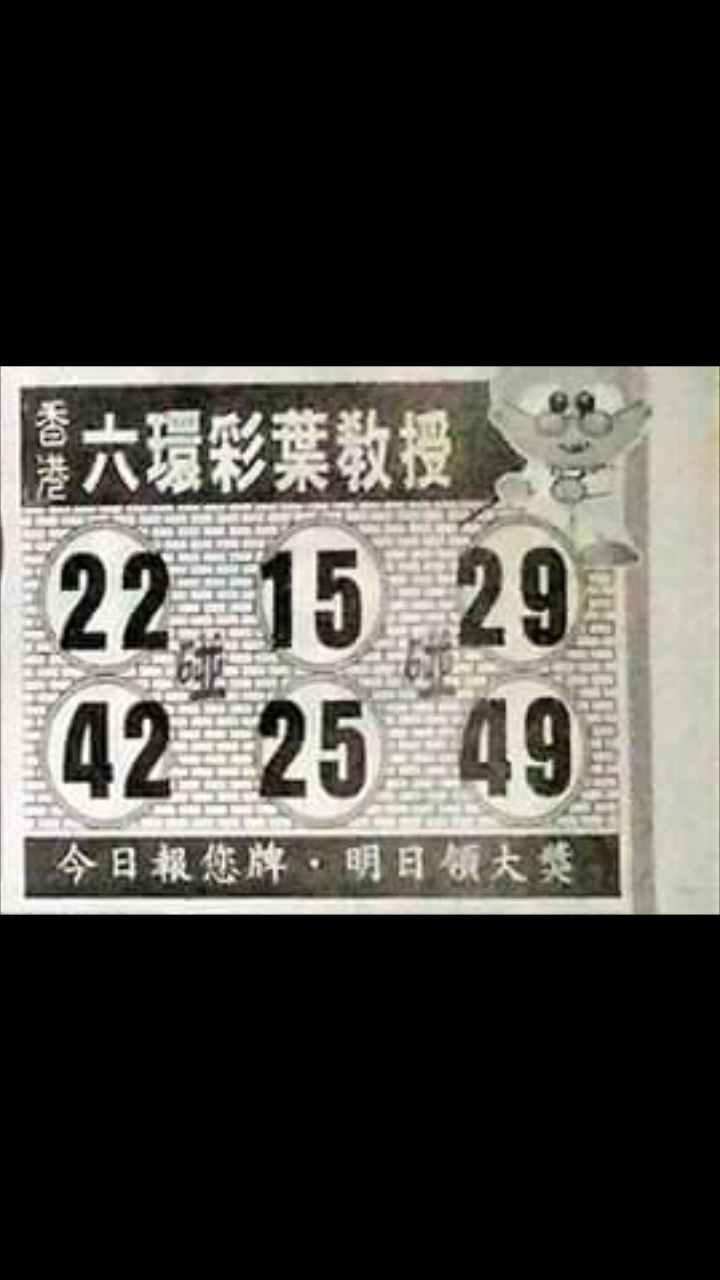 香港 六環彩葉教授
22 15 29
碰 碰
42 25 49
今日報您牌·明日領大獎